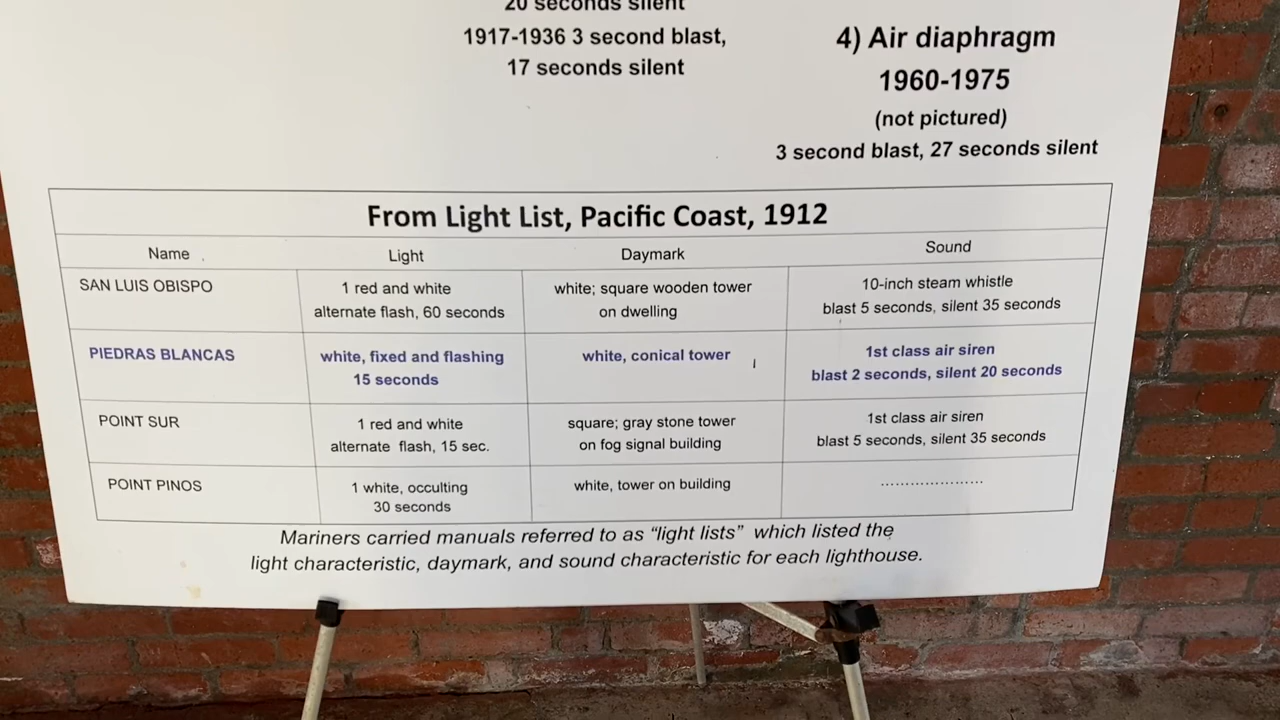 20 seconds silent
1917-1936 3 second blast,
17 seconds silent
4) Air diaphragm
1960-1975
(not pictured)
3 second blast, 27 seconds silent
From Light List, Pacific Coast, 1912
Name Light Daymark Sound
SAN LUIS OBISPO
1 red and white
alternate flash, 60 seconds
white; square wooden tower
on dwelling
10-inch steam whistle
blast 5 seconds, silent 35 seconds
PIEDRAS BLANCAS
white, fixed and flashing
15 seconds
white, conical tower
1st class air siren
blast 2 seconds, silent 20 seconds
POINT SUR
1 red and white
alternate flash, 15 sec.
square; gray stone tower
on fog signal building
1st class air siren
blast 5 seconds, silent 35 seconds
POINT PINOS
1 white, occulting
30 seconds
white, tower on building
.....................
Mariners carried manuals referred to as “light lists” which listed the
light characteristic, daymark, and sound characteristic for each lighthouse.